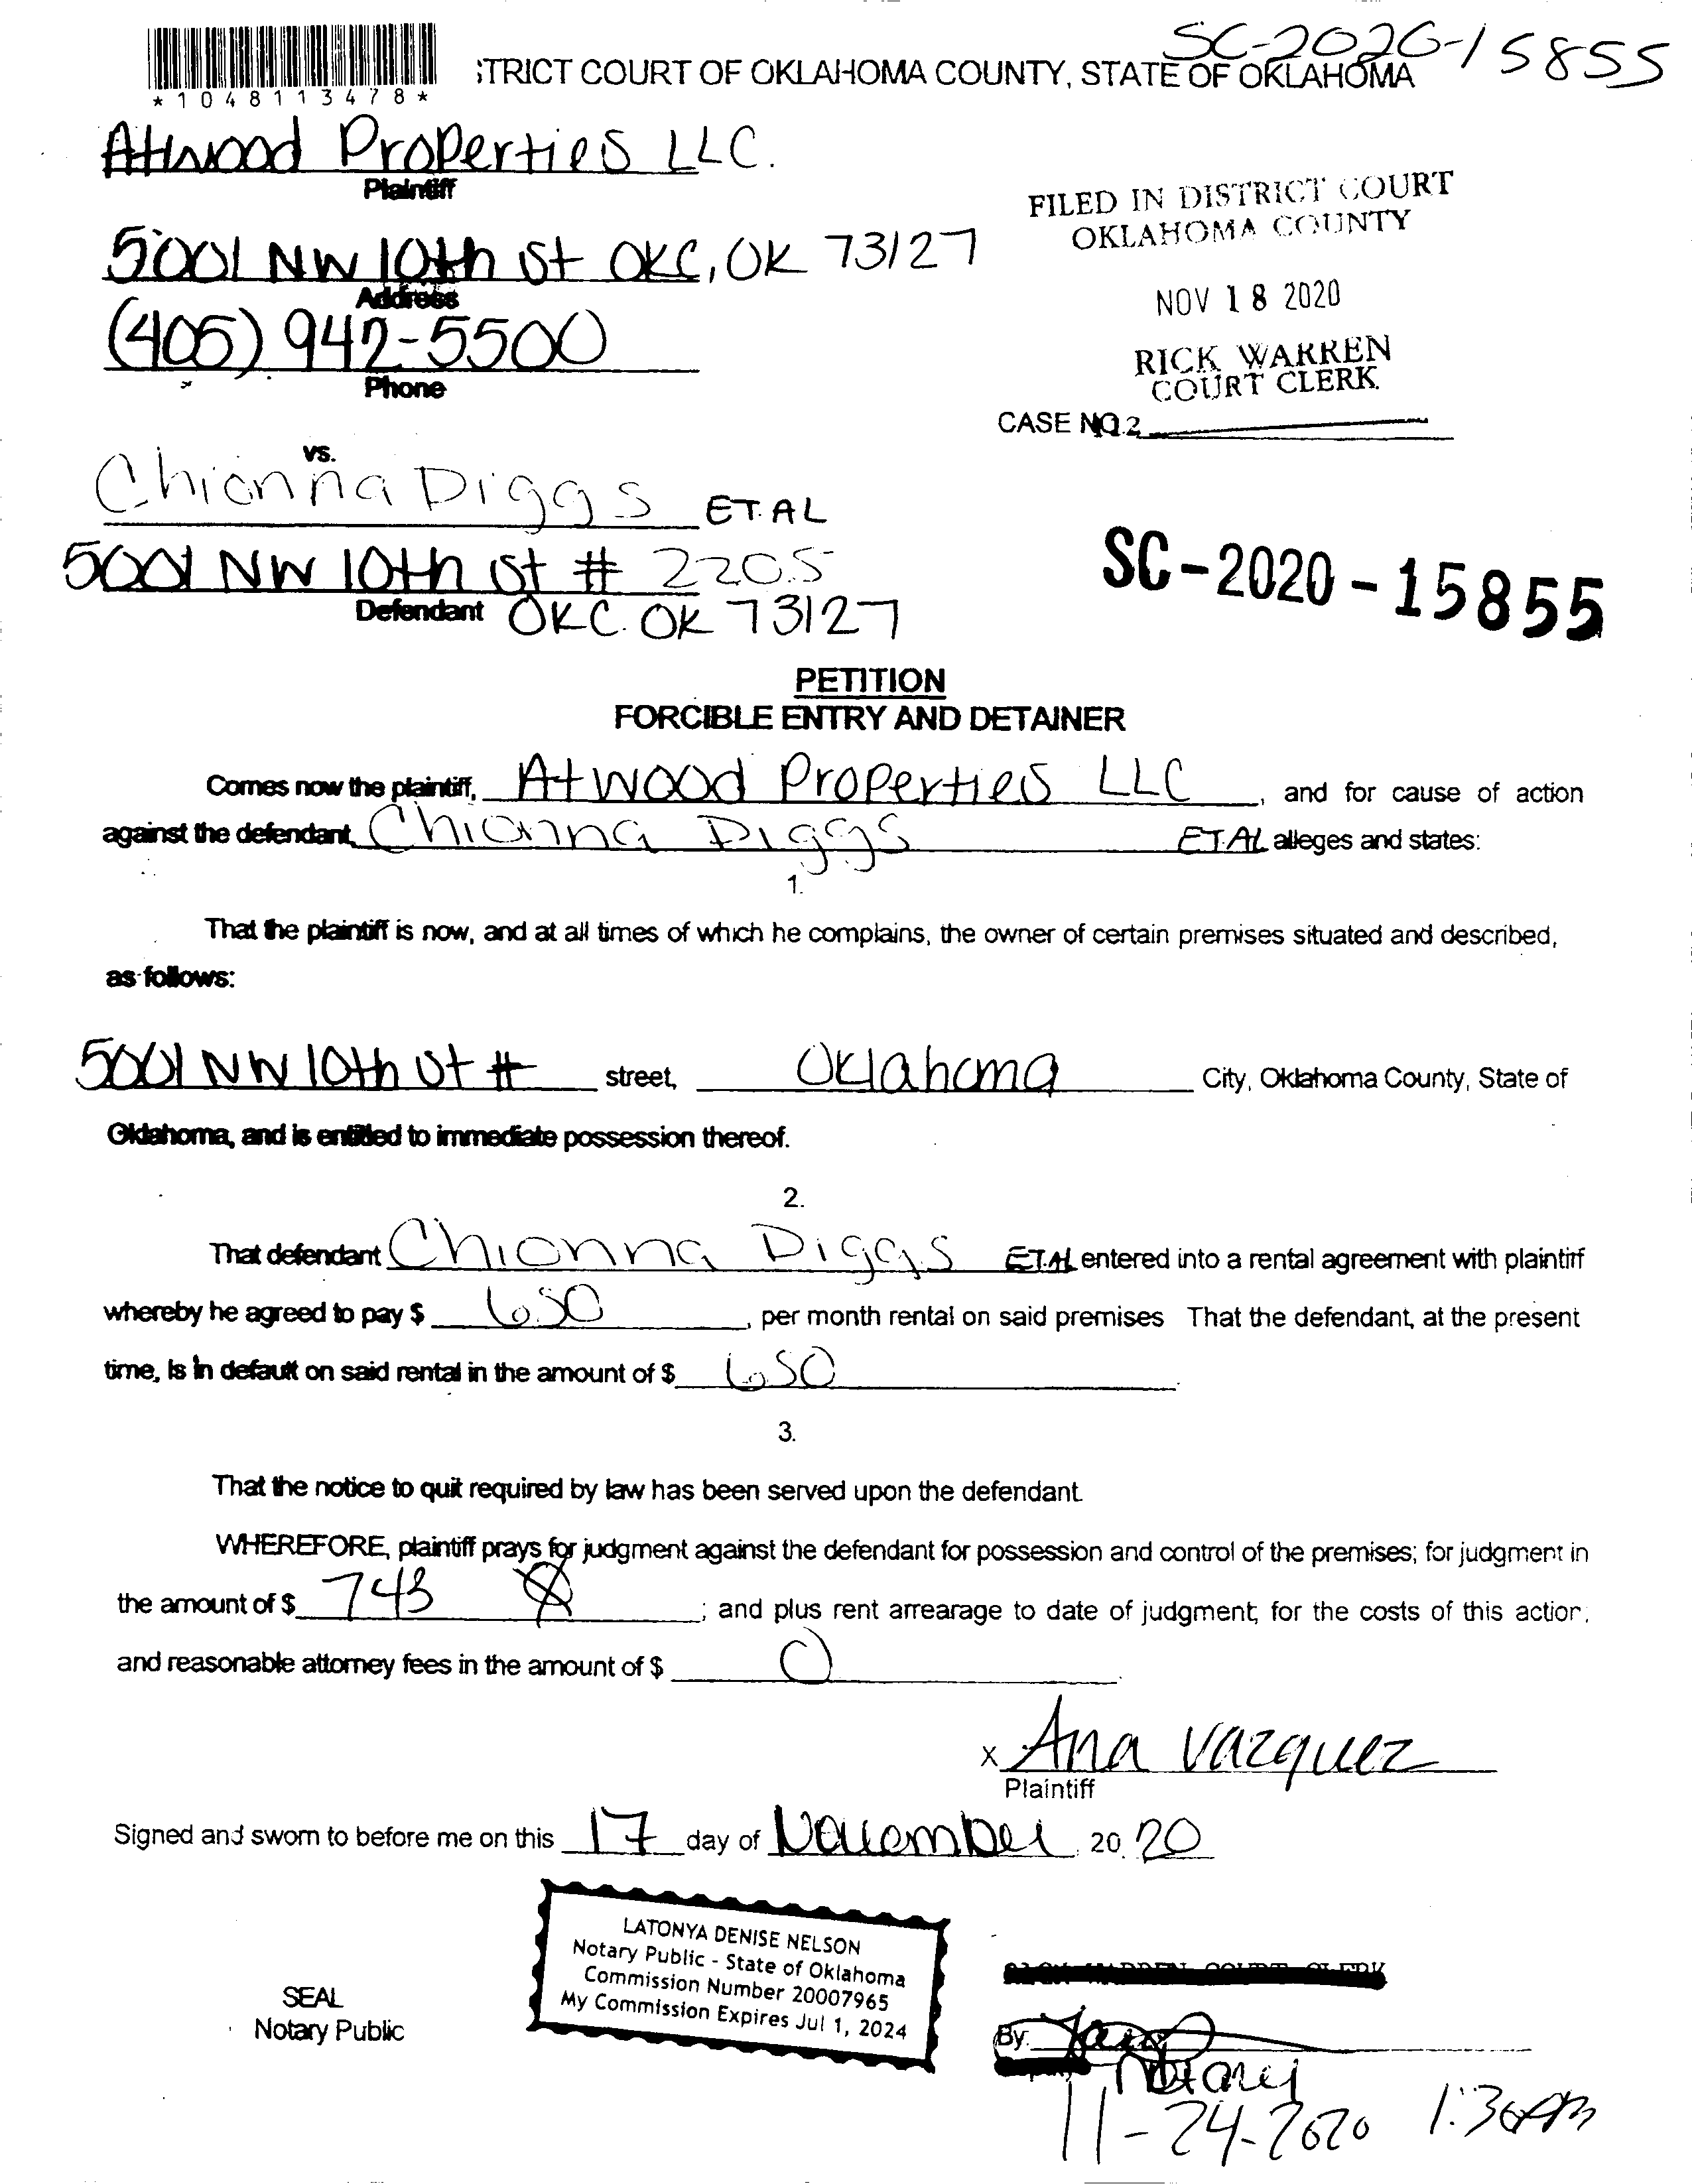 SC-2020-15855
*1048113478*
STRICT COURT OF OKLAHOMA COUNTY, STATE OF OKLAHOMA
Atwood Properties LLC.
Plaintiff
5001 NW 10th St OKC, OK 73127
Address
(405) 942-5500
Phone
FILED IN DISTRICT COURT
OKLAHOMA COUNTY
NOV 18 2020
RICK WARREN
COURT CLERK
CASE NO.
vs.
Chionna Diggs ET.AL
5001 NW 10th St # 2205
Defendant OKC. OK 73127
SC-2020-15855
PETITION
FORCIBLE ENTRY AND DETAINER
Comes now the plaintiff, Atwood Properties LLC, and for cause of action
against the defendant, Chionna Diggs ET.AL alleges and states:
1.
That the plaintiff is now, and at all times of which he complains, the owner of certain premises situated and described,
as follows:
5001 NW 10th St # street, Oklahoma City, Oklahoma County, State of
Oklahoma, and is entitled to immediate possession thereof.
2.
That defendant Chionna Diggs ET.AL entered into a rental agreement with plaintiff
whereby he agreed to pay $ 650, per month rental on said premises That the defendant, at the present
time, is in default on said rental in the amount of $ 650
3.
That the notice to quit required by law has been served upon the defendant.
WHEREFORE, plaintiff prays for judgment against the defendant for possession and control of the premises; for judgment in
the amount of $ 743; and plus rent arrearage to date of judgment; for the costs of this action;
and reasonable attorney fees in the amount of $ 0
x Ana Vazquez
Plaintiff
Signed and sworn to before me on this 17 day of November, 20 20
LATONYA DENISE NELSON
Notary Public - State of Oklahoma
Commission Number 20007965
My Commission Expires Jul 1, 2024
SEAL
Notary Public
By:
Notary
11-24-2020 1:30PM